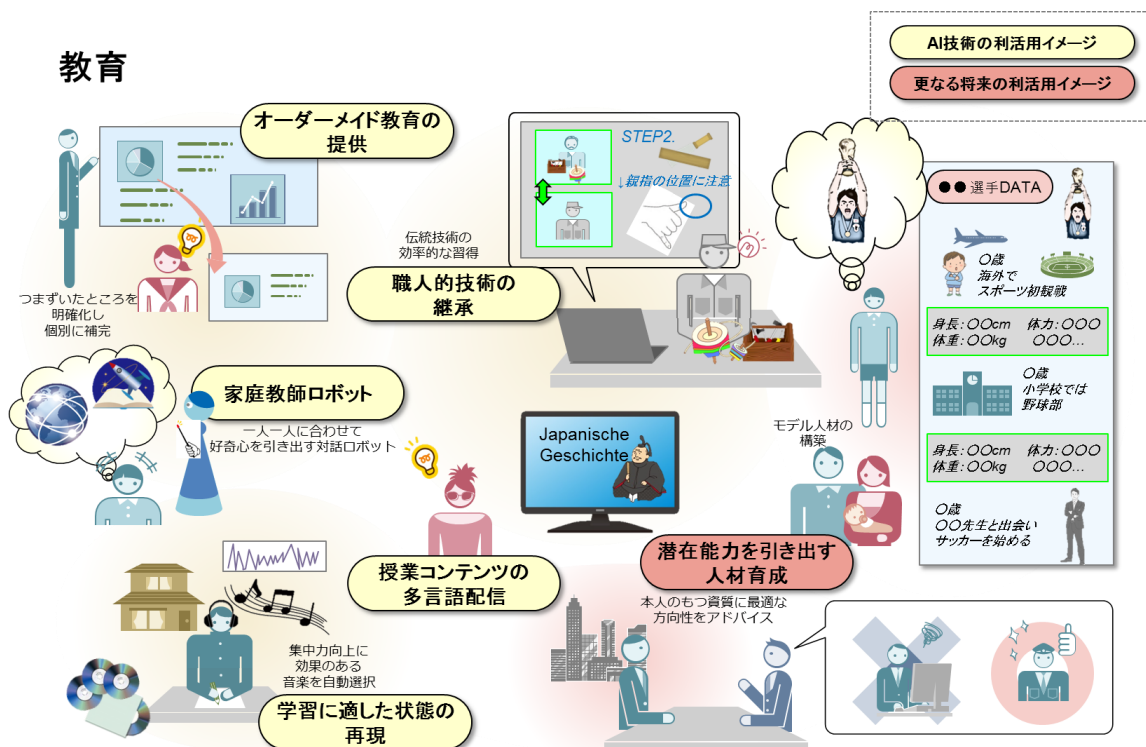 教育
AI技術の利活用イメージ
更なる将来の利活用イメージ
オーダーメイド教育の
提供
つまずいたところを
明確化し
個別に補完
伝統技術の
効率的な習得
職人的技術の
継承
STEP2.
↓親指の位置に注意
●●選手DATA
〇歳
海外で
スポーツ初観戦
身長:〇〇cm 体力:〇〇〇
体重:〇〇kg 〇〇〇…
〇歳
小学校では
野球部
身長:〇〇cm 体力:〇〇〇
体重:〇〇kg 〇〇〇…
〇歳
〇〇先生と出会い
サッカーを始める
家庭教師ロボット
一人一人に合わせて
好奇心を引き出す対話ロボット
Japanische
Geschichte
モデル人材の
構築
授業コンテンツの
多言語配信
潜在能力を引き出す
人材育成
本人のもつ資質に最適な
方向性をアドバイス
集中力向上に
効果のある
音楽を自動選択
学習に適した状態の
再現